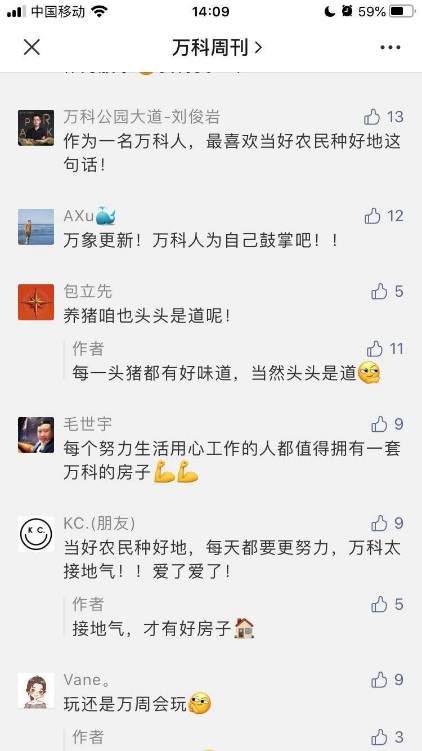 中国移动
14:09
59%
万科周刊
万科公园大道-刘俊岩
13
作为一名万科人，最喜欢当好农民种好地这
句话！
AXu🐳
12
万象更新！万科人为自己鼓掌吧！！
包立先
5
养猪咱也头头是道呢！
作者
11
每一头猪都有好味道，当然头头是道
毛世宇
9
每个努力生活用心工作的人都值得拥有一套
万科的房子💪💪
KC.(朋友)
9
当好农民种好地，每天都要更努力，万科太
接地气！！爱了爱了！
作者
5
接地气，才有好房子🏠
Vane。
9
玩还是万周会玩
作者
3